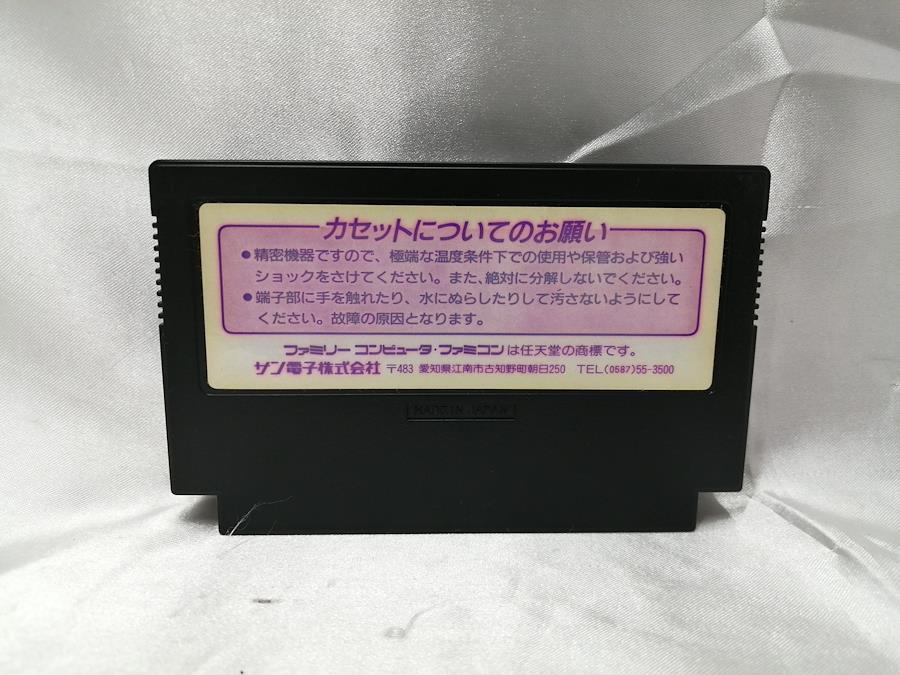 カセットについてのお願い
●精密機器ですので、極端な温度条件下での使用や保管および強い
ショックをさけてください。また、絶対に分解しないでください。
●端子部に手を触れたり、水にぬらしたりして汚さないようにして
ください。故障の原因となります。
ファミリー コンピュータ・ファミコンは任天堂の商標です。
サン電子株式会社 〒483 愛知県江南市古知野町朝日250 TEL(0587)55-3500
MADE IN JAPAN